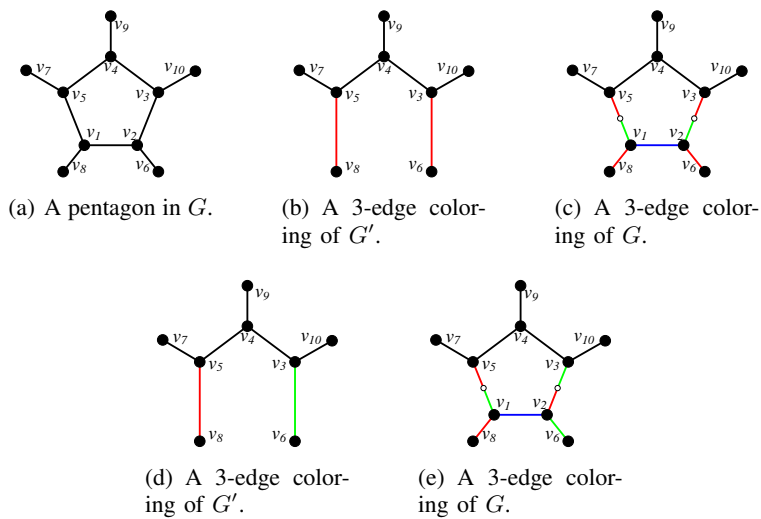 v9
v7
v10
v4
v5
v3
v1
v2
v8
v6
v9
v7
v10
v4
v5
v3
v8
v6
v9
v7
v10
v4
v5
v3
v1
v2
v8
v6
(a) A pentagon in G.
(b) A 3-edge color-
ing of G′.
(c) A 3-edge color-
ing of G.
v9
v7
v10
v4
v5
v3
v8
v6
v9
v7
v10
v4
v5
v3
v1
v2
v8
v6
(d) A 3-edge color-
ing of G′.
(e) A 3-edge color-
ing of G.